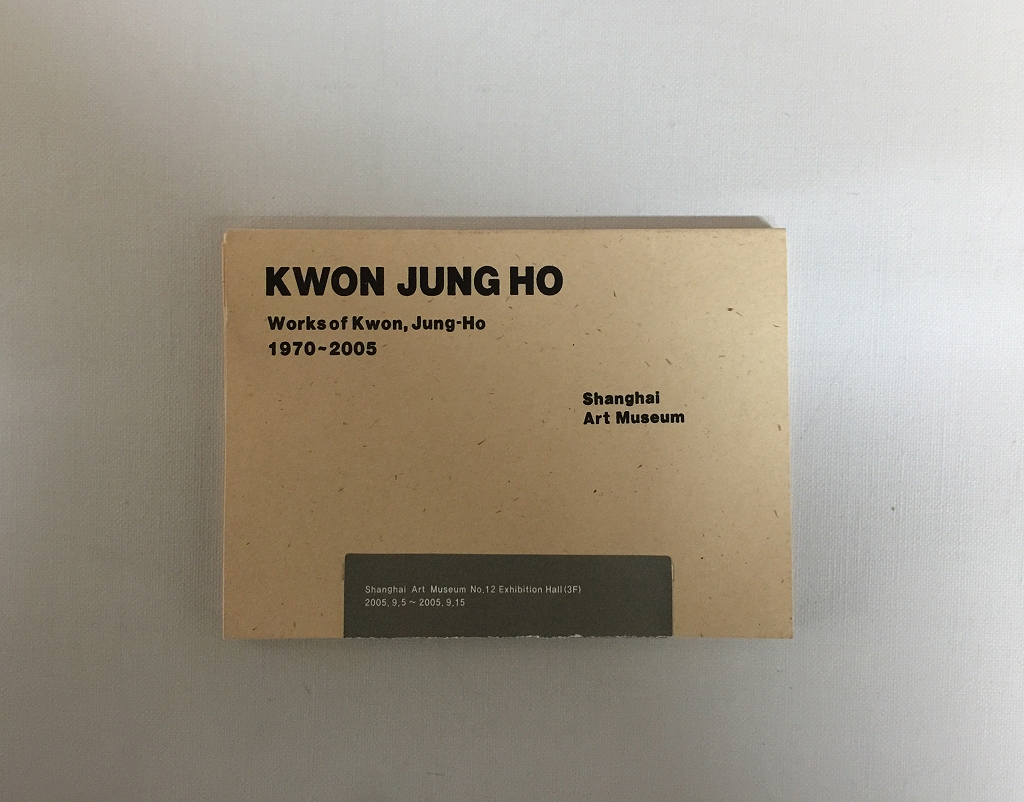 KWON JUNG HO
Works of Kwon, Jung-Ho
1970~2005
Shanghai
Art Museum
Shanghai Art Museum No.12 Exhibition Hall(3F)
2005.9.5 ~ 2005.9.15